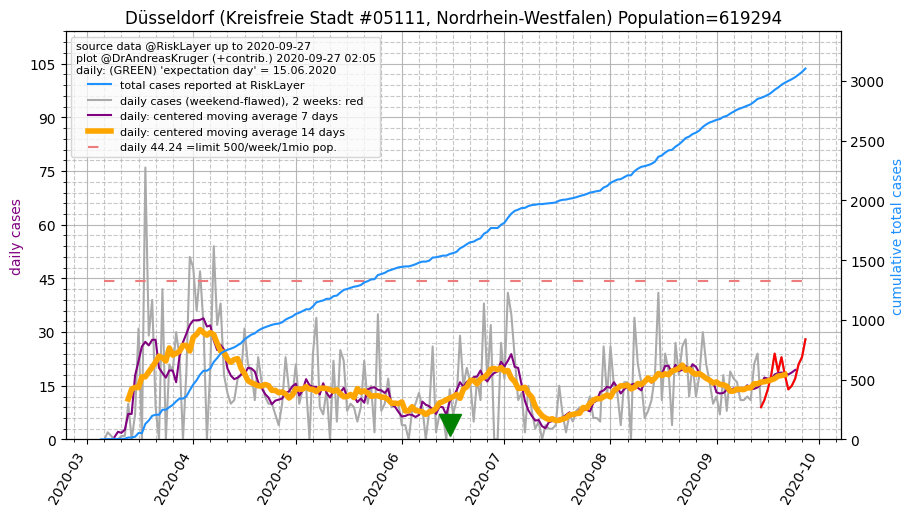 Düsseldorf (Kreisfreie Stadt #05111, Nordrhein-Westfalen) Population=619294
source data @RiskLayer up to 2020-09-27
plot @DrAndreasKruger (+contrib.) 2020-09-27 02:05
daily: (GREEN) 'expectation day' = 15.06.2020
total cases reported at RiskLayer
daily cases (weekend-flawed), 2 weeks: red
daily: centered moving average 7 days
daily: centered moving average 14 days
daily 44.24 =limit 500/week/1mio pop.
daily cases
105
90
75
60
45
30
15
0
cumulative total cases
3000
2500
2000
1500
1000
500
0
2020-03
2020-04
2020-05
2020-06
2020-07
2020-08
2020-09
2020-10